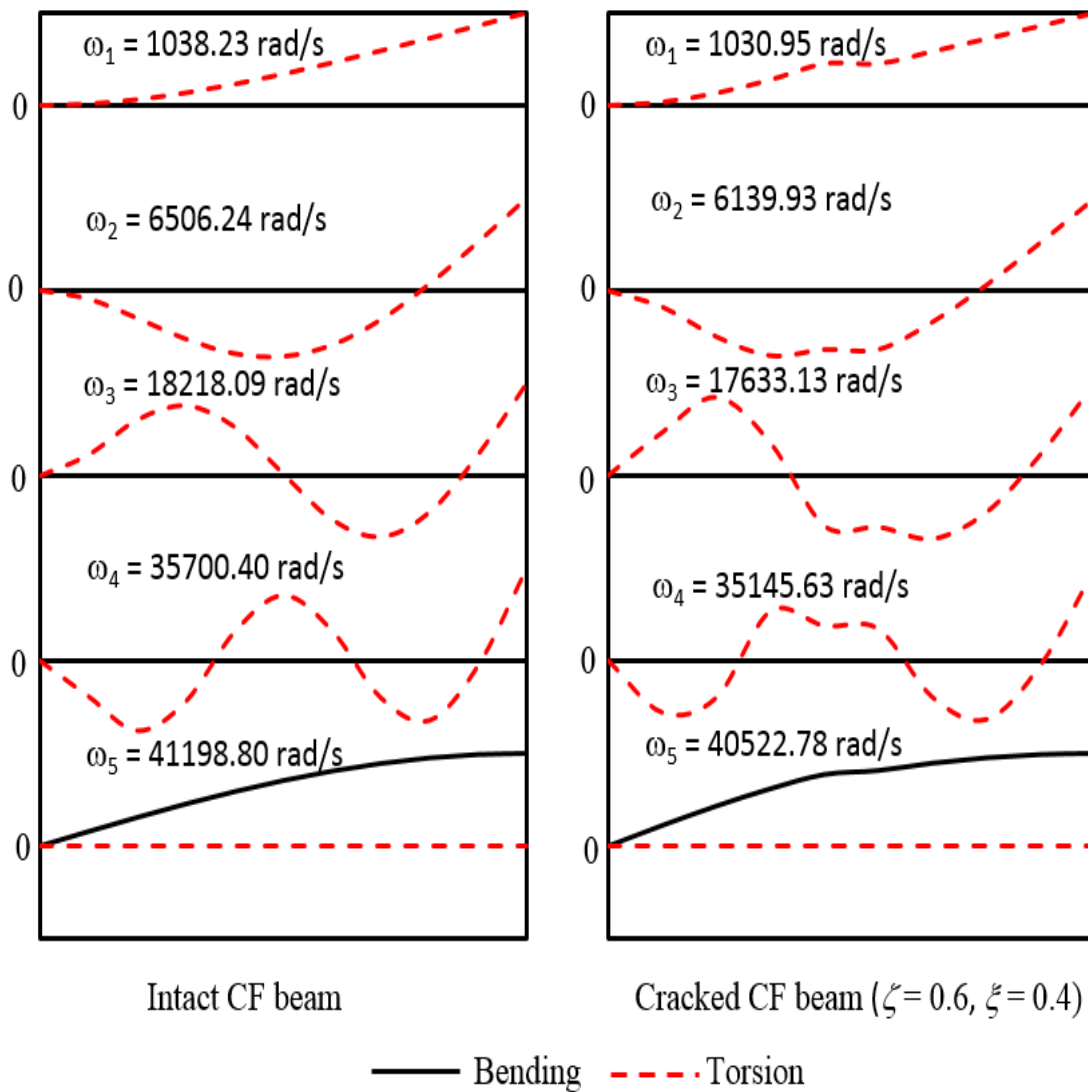 ω1 = 1038.23 rad/s
0
ω2 = 6506.24 rad/s
0
ω3 = 18218.09 rad/s
0
ω4 = 35700.40 rad/s
0
ω5 = 41198.80 rad/s
0
Intact CF beam
ω1 = 1030.95 rad/s
0
ω2 = 6139.93 rad/s
0
ω3 = 17633.13 rad/s
0
ω4 = 35145.63 rad/s
0
ω5 = 40522.78 rad/s
0
Cracked CF beam (ζ = 0.6, ξ = 0.4)
Bending Torsion